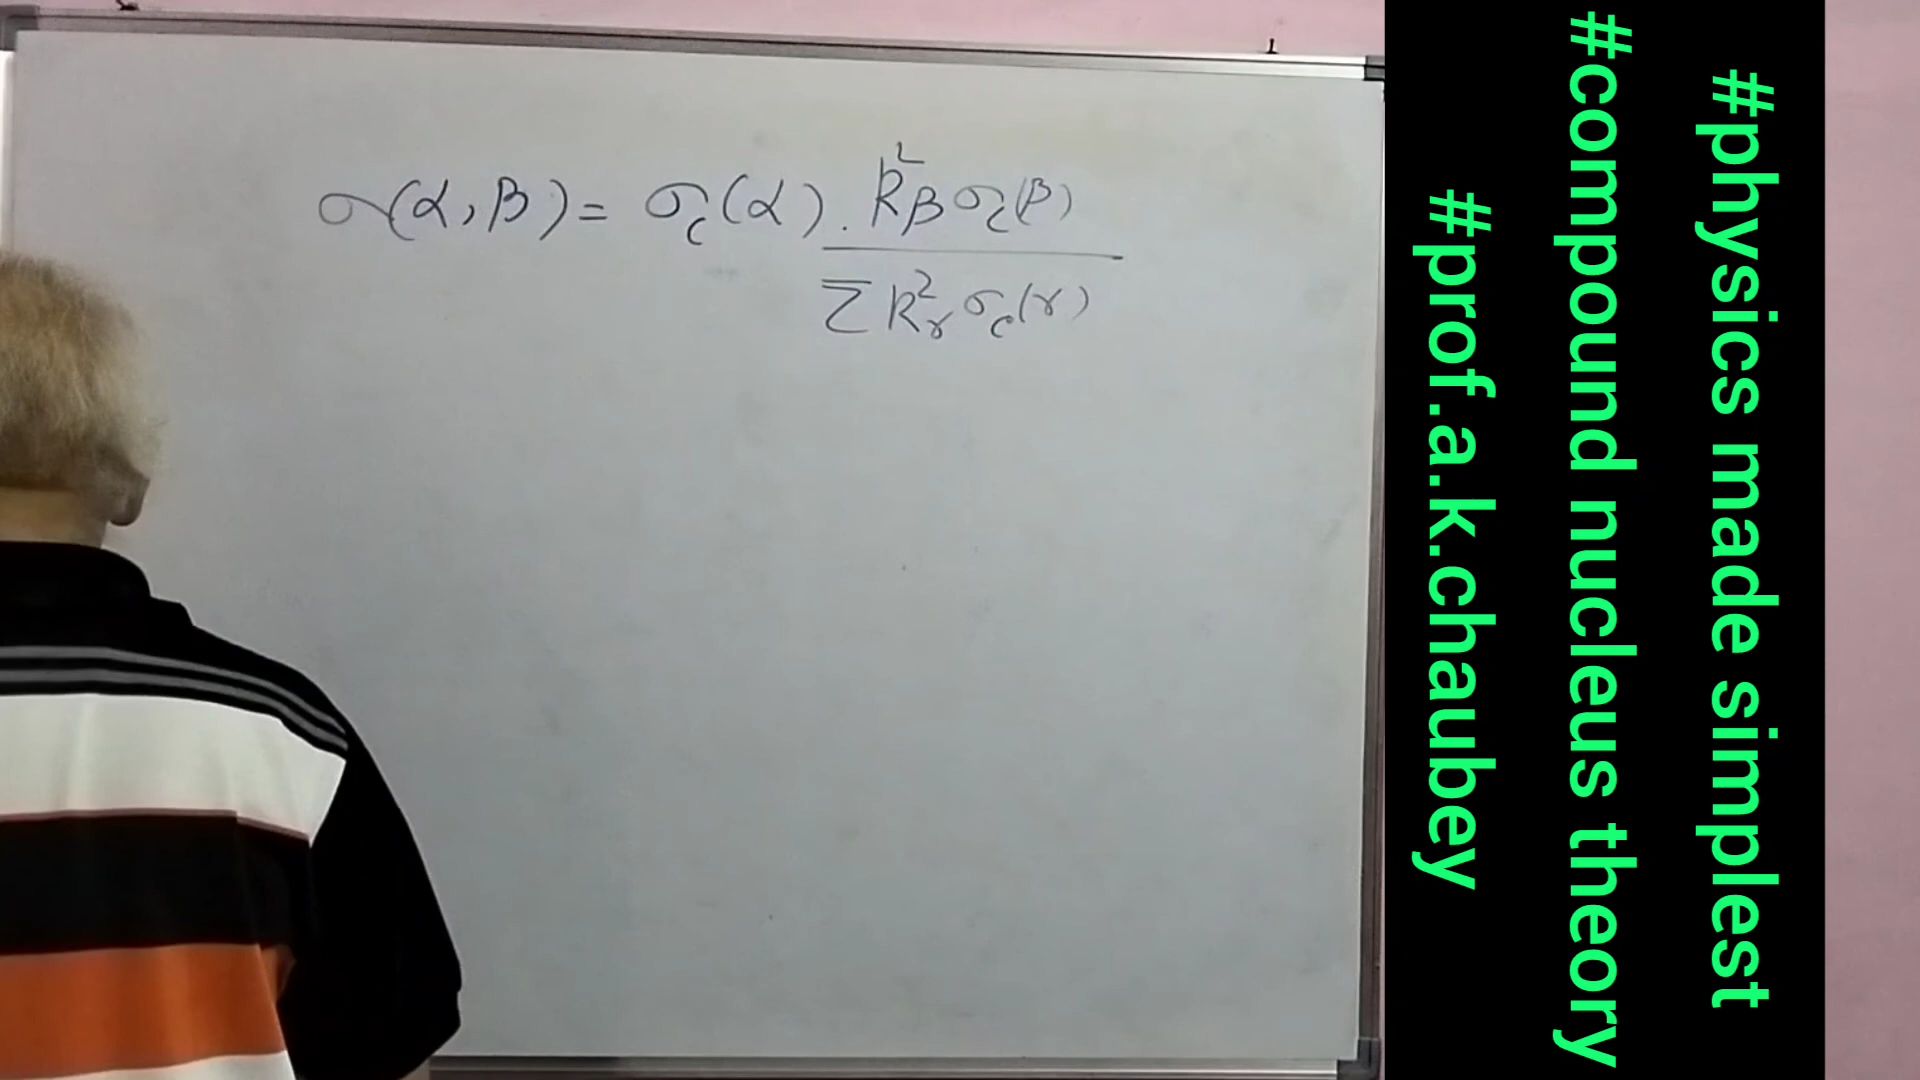 σ(α,β) = σc(α) . k²β σc(β)
Σ k²γ σc(γ)
#physics made simplest
#compound nucleus theory
#prof.a.k.chaubey